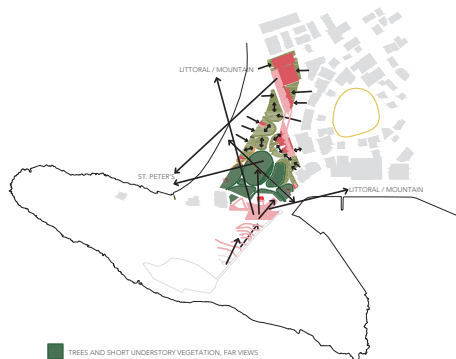 LITTORAL / MOUNTAIN
ST. PETER'S
LITTORAL / MOUNTAIN
TREES AND SHORT UNDERSTORY VEGETATION, FAR VIEWS